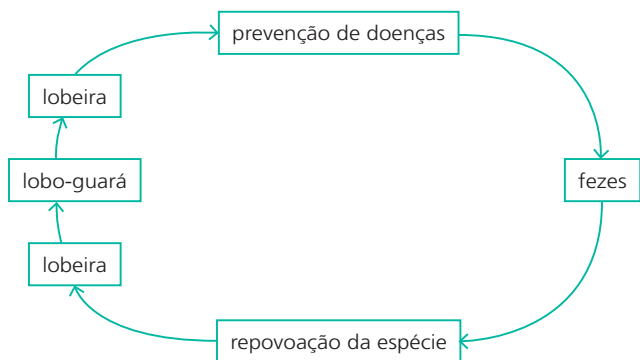 prevenção de doenças
lobeira
lobo-guará
fezes
lobeira
repovoação da espécie